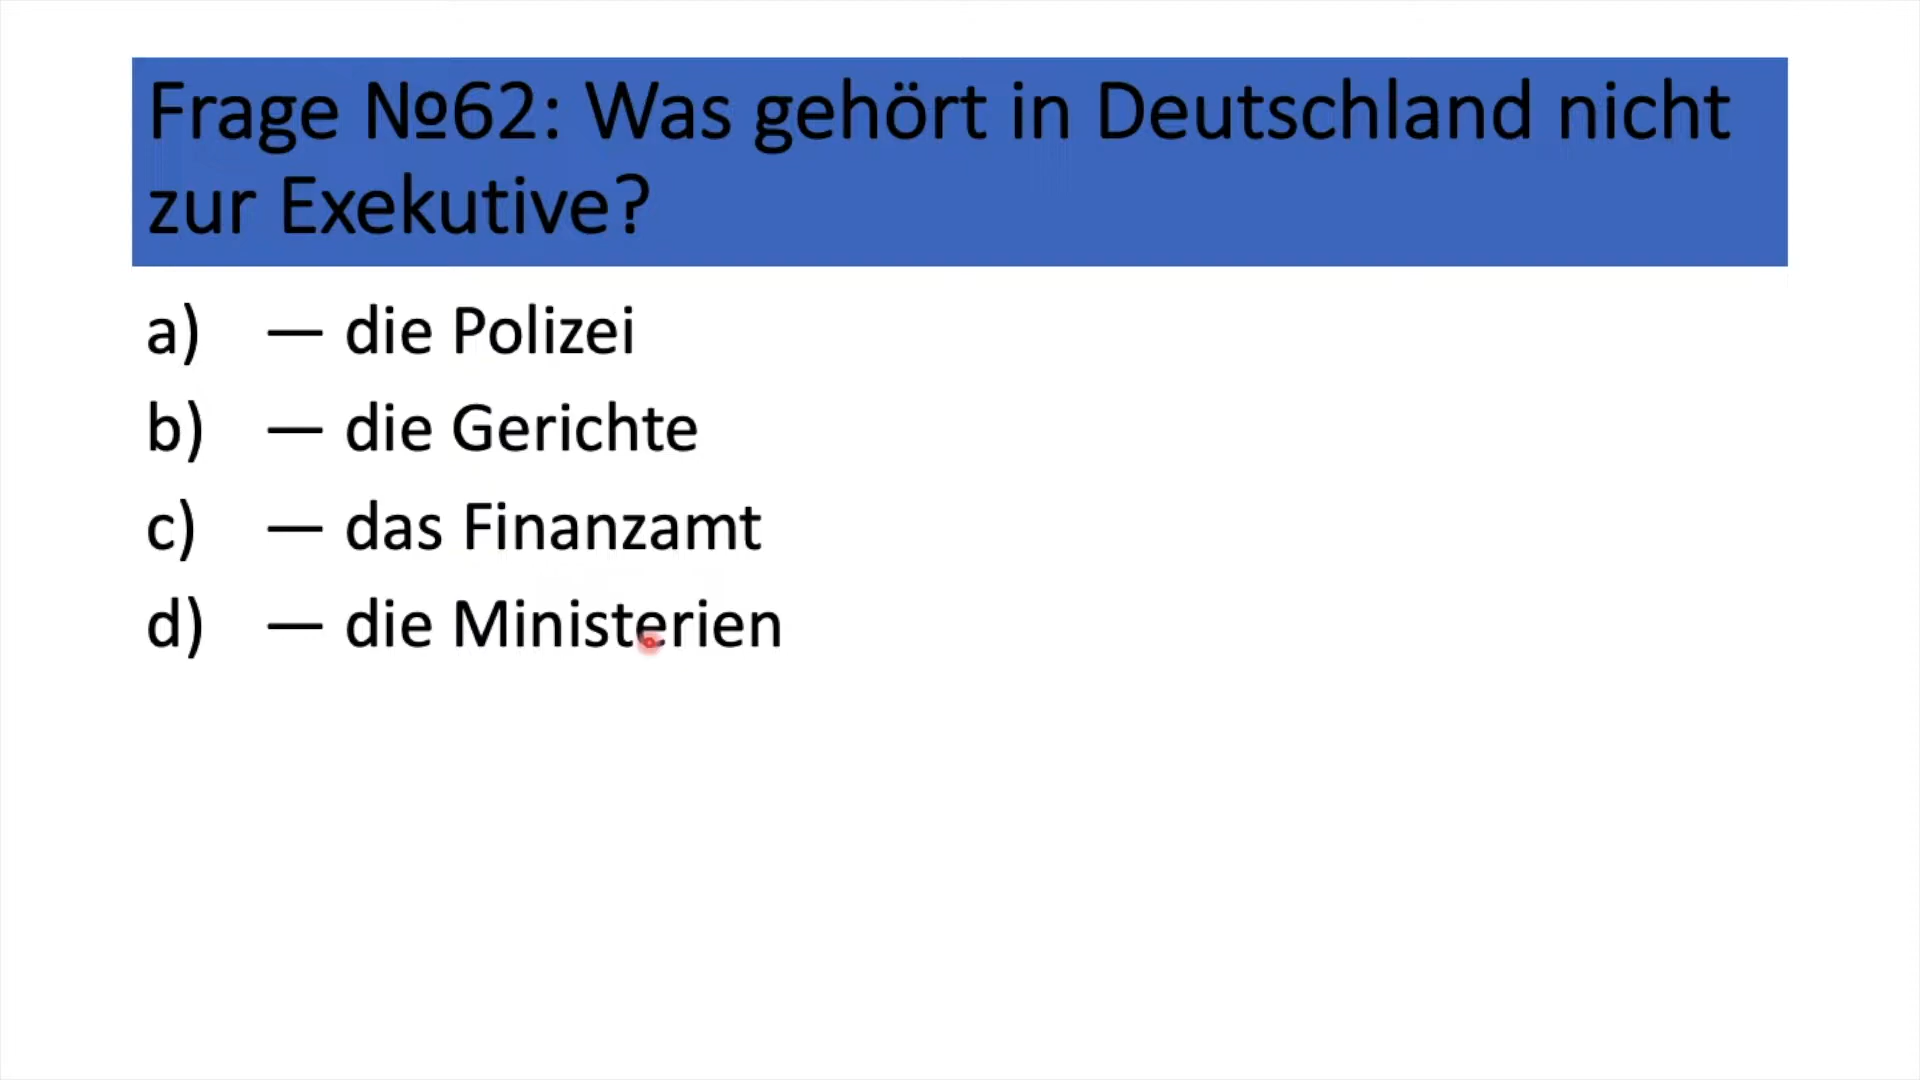 Frage №62: Was gehört in Deutschland nicht
zur Exekutive?
a) — die Polizei
b) — die Gerichte
c) — das Finanzamt
d) — die Ministerien